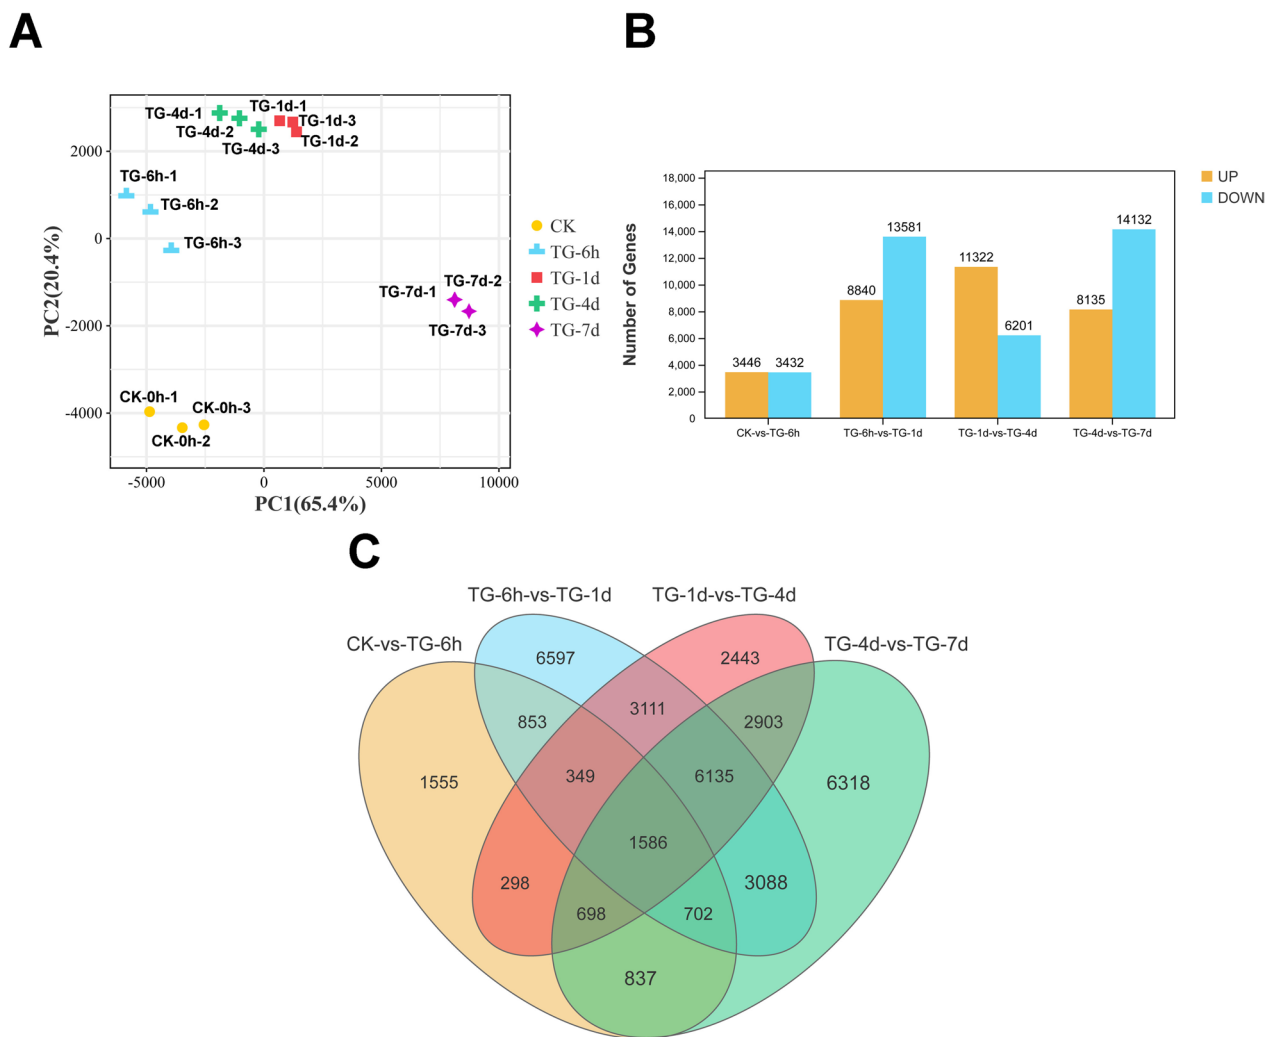 A
B
TG-4d-1
TG-1d-1
TG-1d-3
TG-4d-2
TG-1d-2
TG-4d-3
2000
TG-6h-1
TG-6h-2
0
TG-6h-3
TG-7d-2
TG-7d-1
-2000
TG-7d-3
CK-0h-1
CK-0h-3
-4000
CK-0h-2
-5000 0 5000 10000
PC1(65.4%)
PC2(20.4%)
CK
TG-6h
TG-1d
TG-4d
TG-7d
Number of Genes
18,000
16,000
14,000
12,000
10,000
8,000
6,000
4,000
2,000
0
3446 3432
8840 13581
11322 6201
8135 14132
CK-vs-TG-6h TG-6h-vs-TG-1d TG-1d-vs-TG-4d TG-4d-vs-TG-7d
UP
DOWN
C
TG-6h-vs-TG-1d TG-1d-vs-TG-4d
CK-vs-TG-6h TG-4d-vs-TG-7d
6597 2443
853 3111 2903
1555 349 6135 6318
1586
298 3088
698 702
837